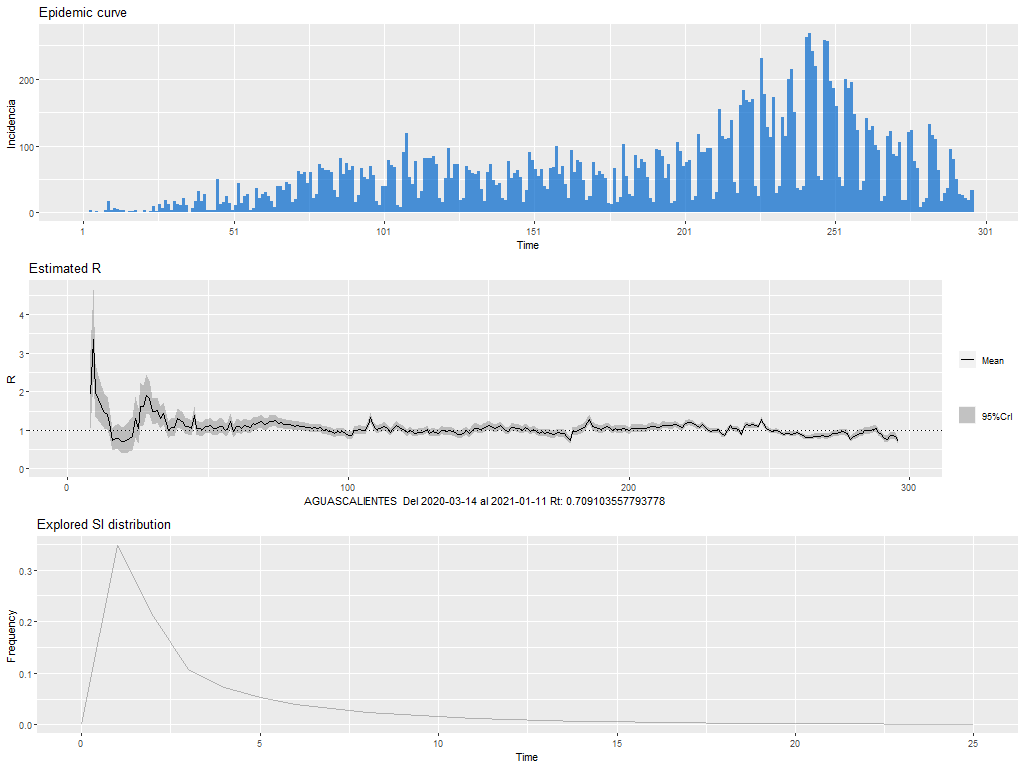 Epidemic curve
Incidencia
200
100
0
1 51 101 151 201 251 301
Time
Estimated R
R
4
3
2
1
0
Mean
95%CrI
0 100 200 300
AGUASCALIENTES Del 2020-03-14 al 2021-01-11 Rt: 0.709103557793778
Explored SI distribution
Frequency
0.3
0.2
0.1
0.0
0 5 10 15 20 25
Time